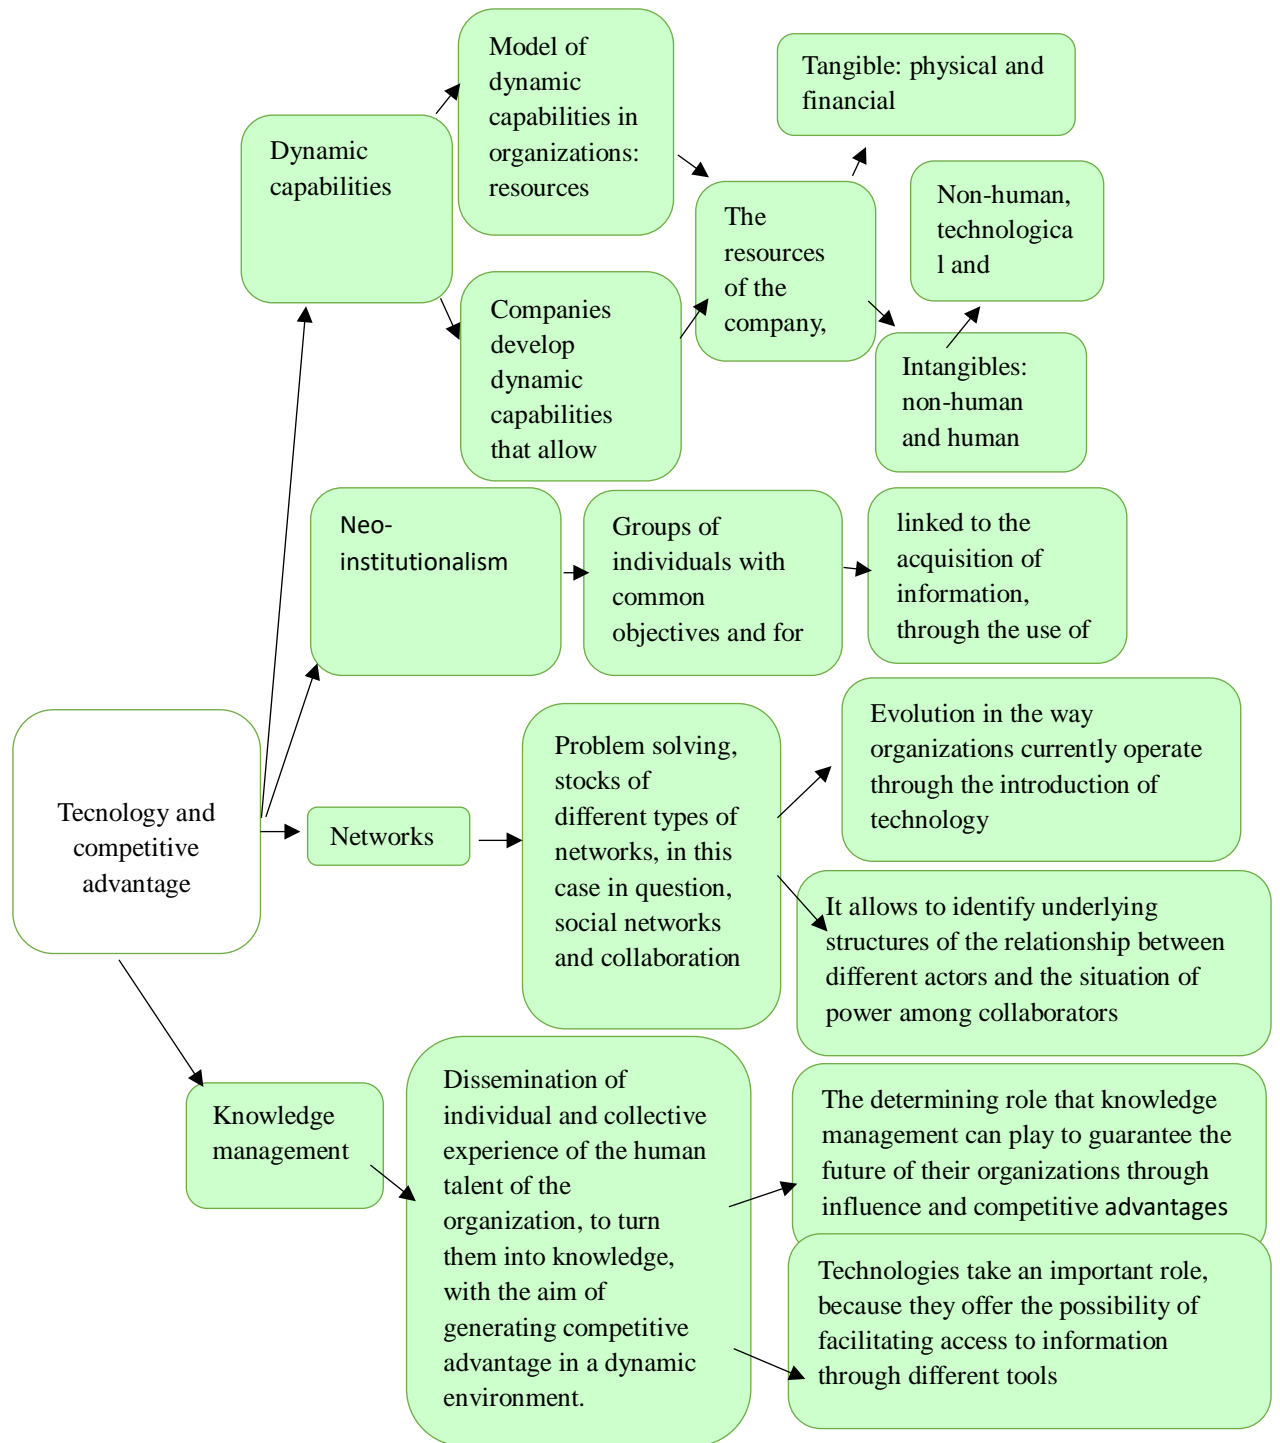 Model of
dynamic
capabilities in
organizations:
resources
Tangible: physical and
financial
Dynamic
capabilities
Non-human,
technologica
l and
The
resources
of the
company,
Companies
develop
dynamic
capabilities
that allow
Intangibles:
non-human
and human
Neo-
institutionalism
Groups of
individuals with
common
objectives and for
linked to the
acquisition of
information,
through the use of
Tecnology and
competitive
advantage
Networks
Problem solving,
stocks of
different types of
networks, in this
case in question,
social networks
and collaboration
Evolution in the way
organizations currently operate
through the introduction of
technology
It allows to identify underlying
structures of the relationship between
different actors and the situation of
power among collaborators
Knowledge
management
Dissemination of
individual and collective
experience of the human
talent of the
organization, to turn
them into knowledge,
with the aim of
generating competitive
advantage in a dynamic
environment.
The determining role that knowledge
management can play to guarantee the
future of their organizations through
influence and competitive advantages
Technologies take an important role,
because they offer the possibility of
facilitating access to information
through different tools